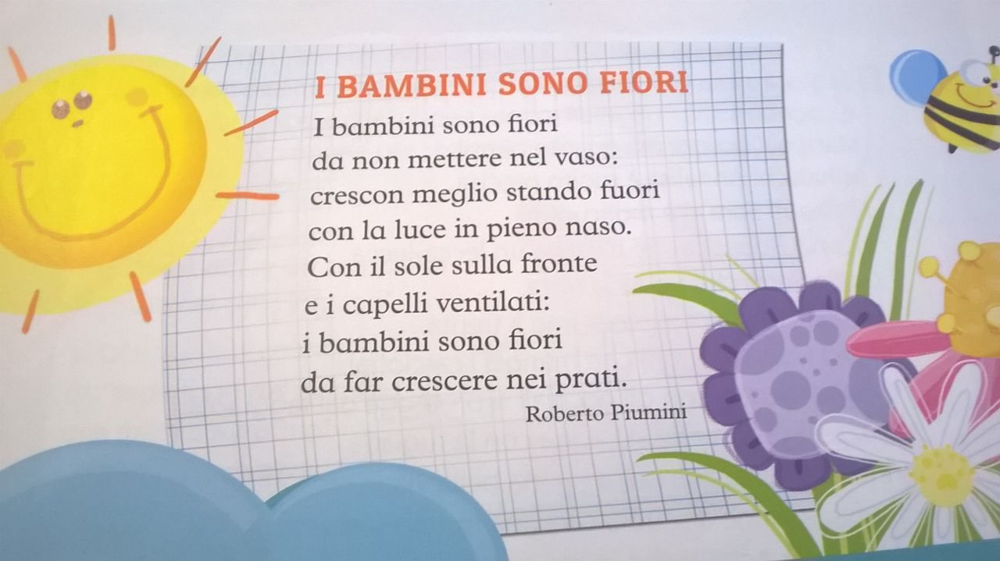 I BAMBINI SONO FIORI
I bambini sono fiori
da non mettere nel vaso:
crescon meglio stando fuori
con la luce in pieno naso.
Con il sole sulla fronte
e i capelli ventilati:
i bambini sono fiori
da far crescere nei prati.
Roberto Piumini